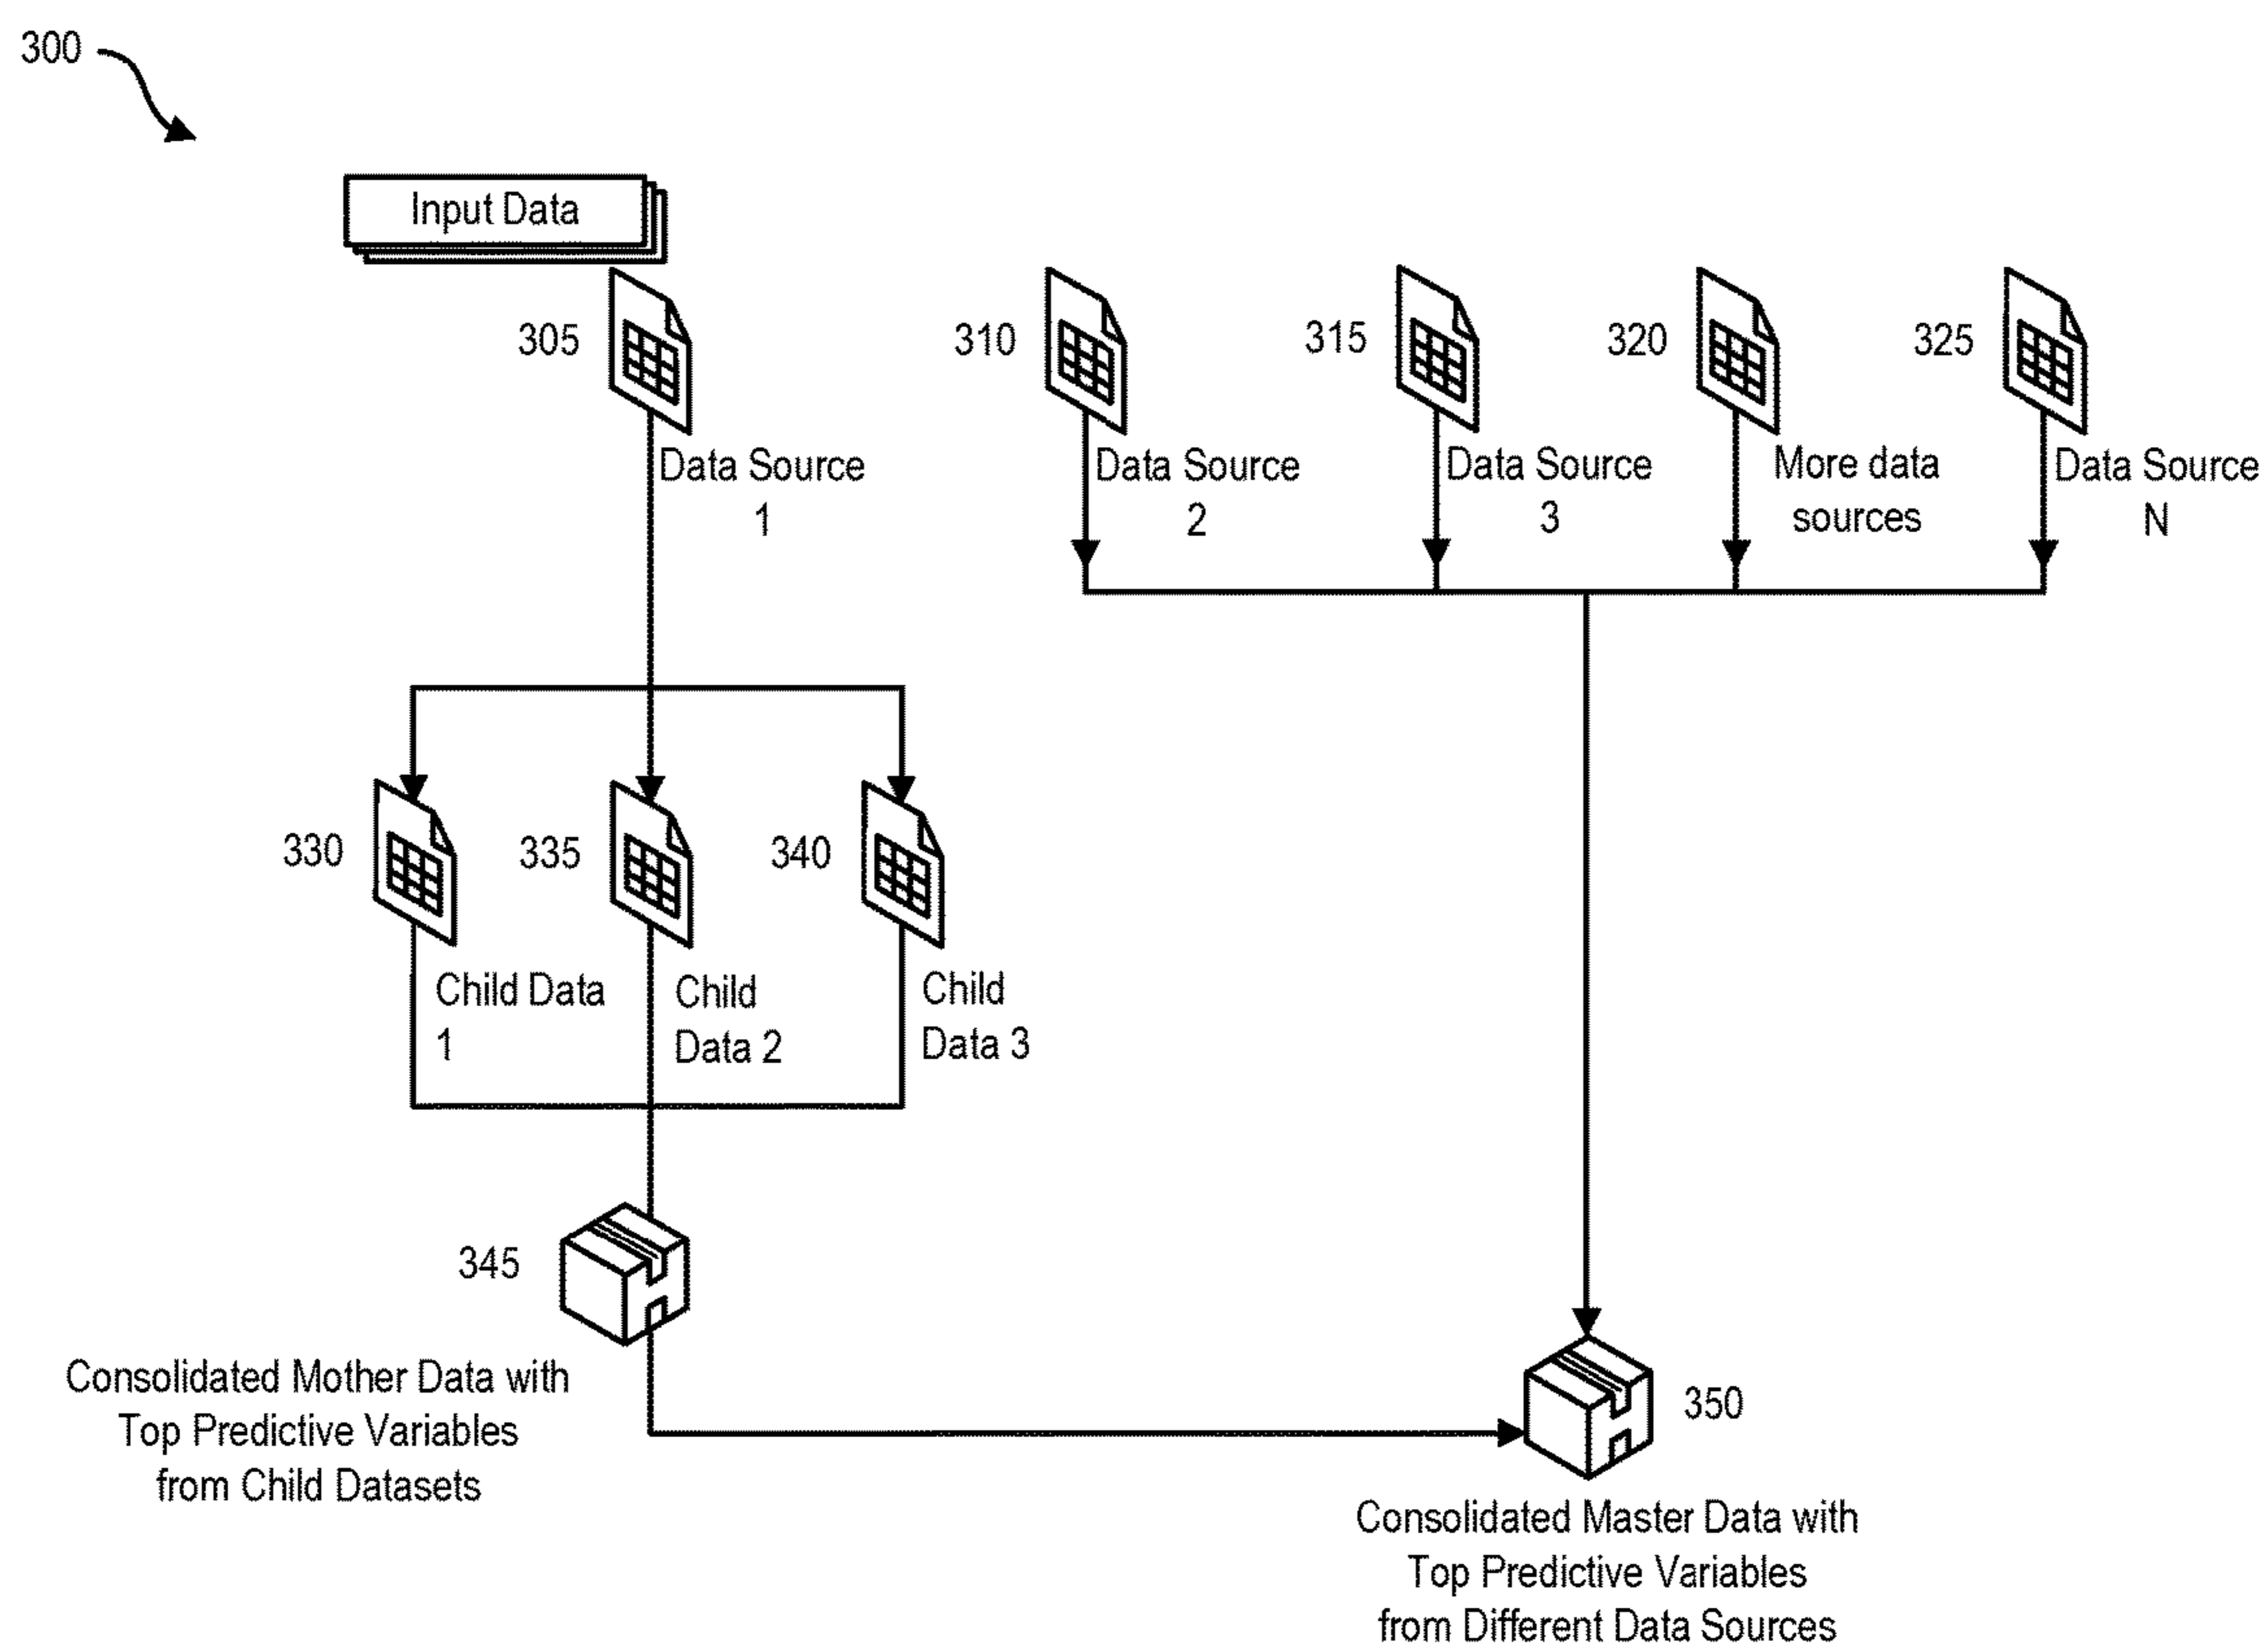 300
Input Data
305
310
315
320
325
Data Source
1
Data Source
2
Data Source
3
More data
sources
Data Source
N
330
335
340
Child Data
1
Child
Data 2
Child
Data 3
345
Consolidated Mother Data with
Top Predictive Variables
from Child Datasets
350
Consolidated Master Data with
Top Predictive Variables
from Different Data Sources